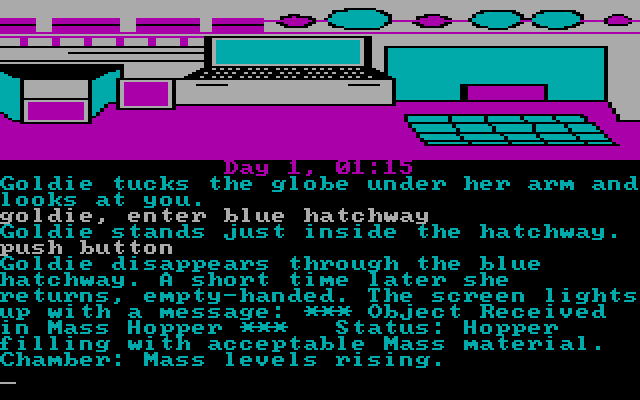 Day 1, 01:15
Goldie tucks the globe under her arm and
looks at you.
goldie, enter blue hatchway
Goldie stands just inside the hatchway.
push button
Goldie disappears through the blue
hatchway. A short time later she
returns, empty-handed. The screen lights
up with a message: *** Object Received
in Mass Hopper ***   Status: Hopper
filling with acceptable Mass material.
Chamber: Mass levels rising.